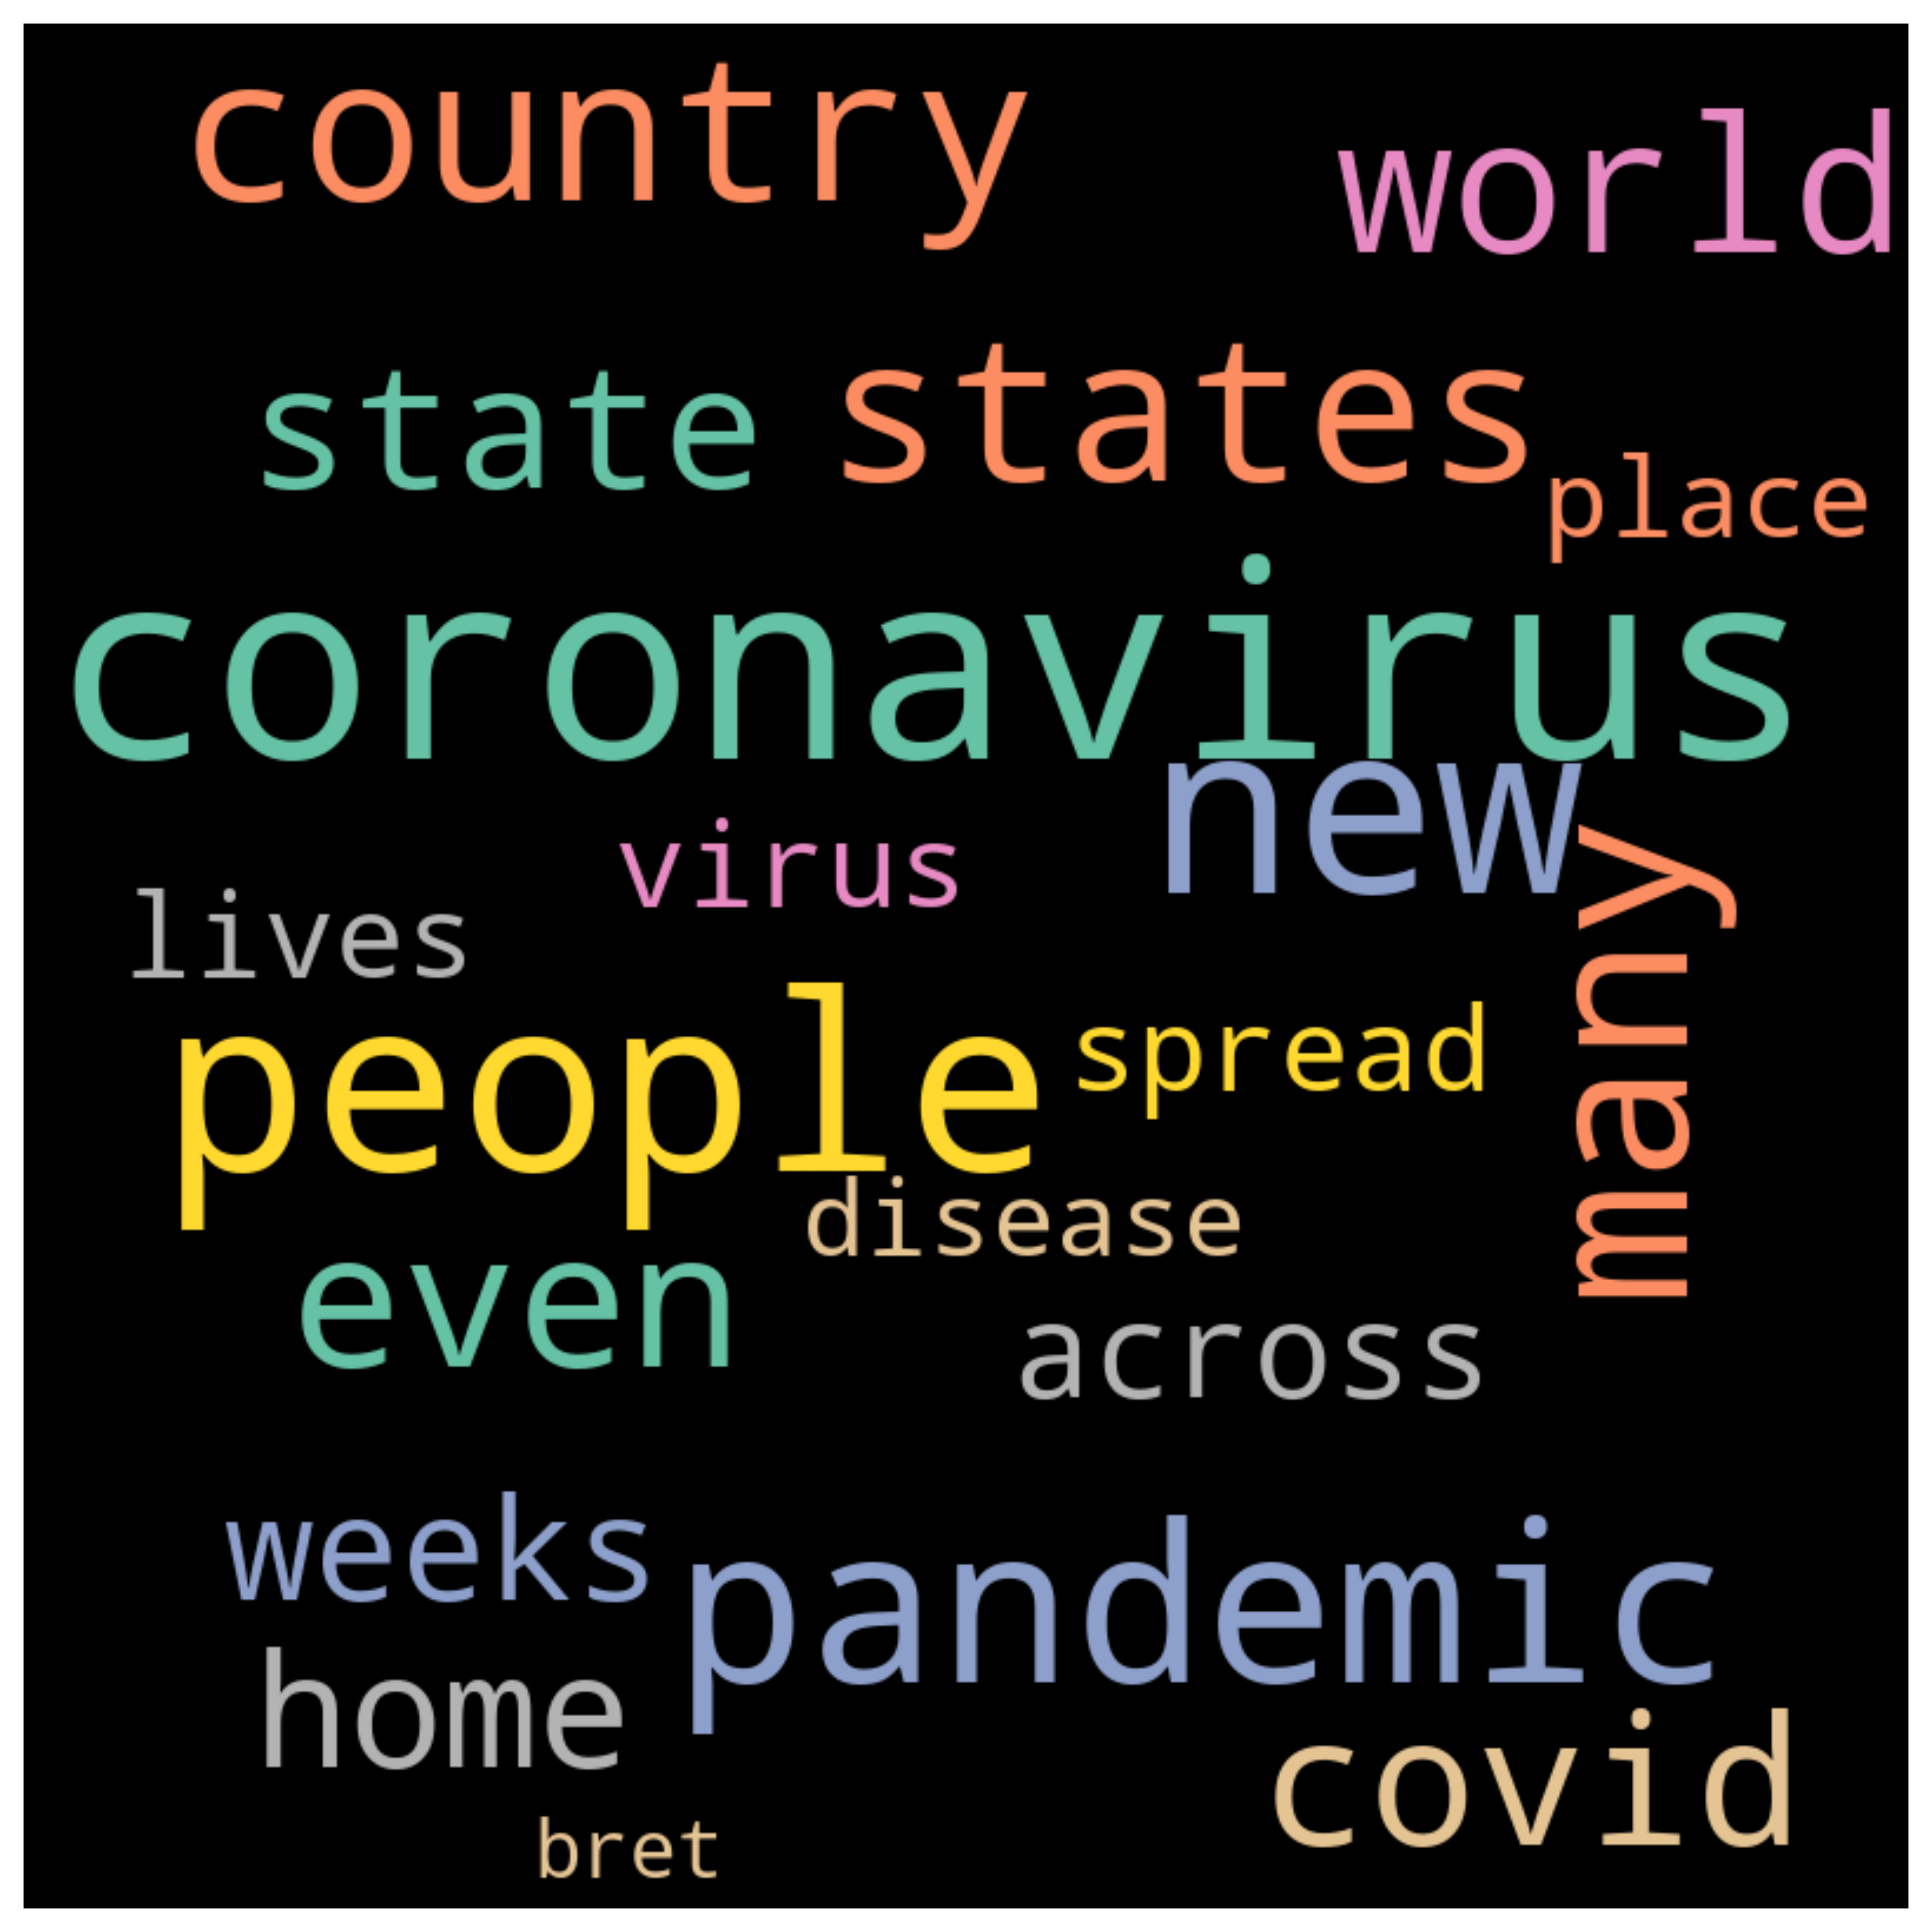 country
world
state
states
place
coronavirus
new
virus
many
lives
people
spread
disease
even
across
weeks
pandemic
home
covid
bret